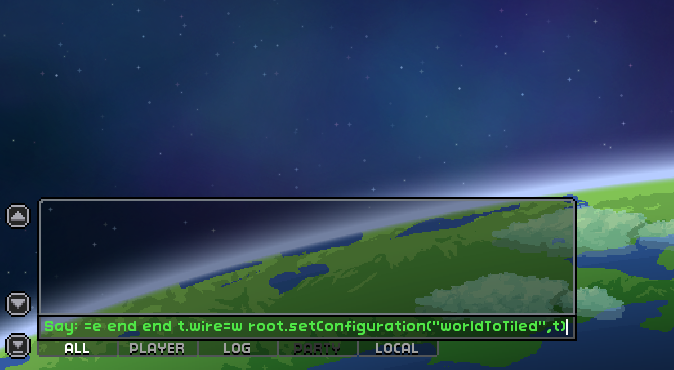 Say: =e end end t.wire=w root.setConfiguration("worldToTiled",t)
ALL PLAYER LOG PARTY LOCAL